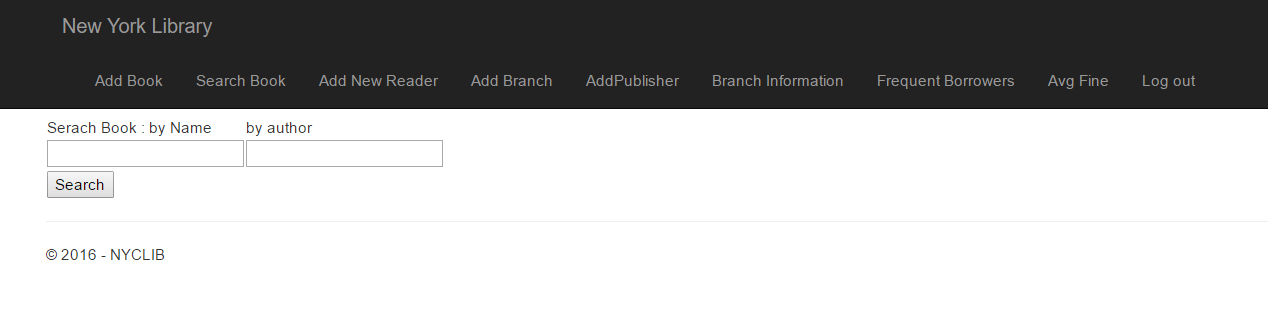 New York Library
Add Book Search Book Add New Reader Add Branch AddPublisher Branch Information Frequent Borrowers Avg Fine Log out
Serach Book : by Name by author
Search
© 2016 - NYCLIB